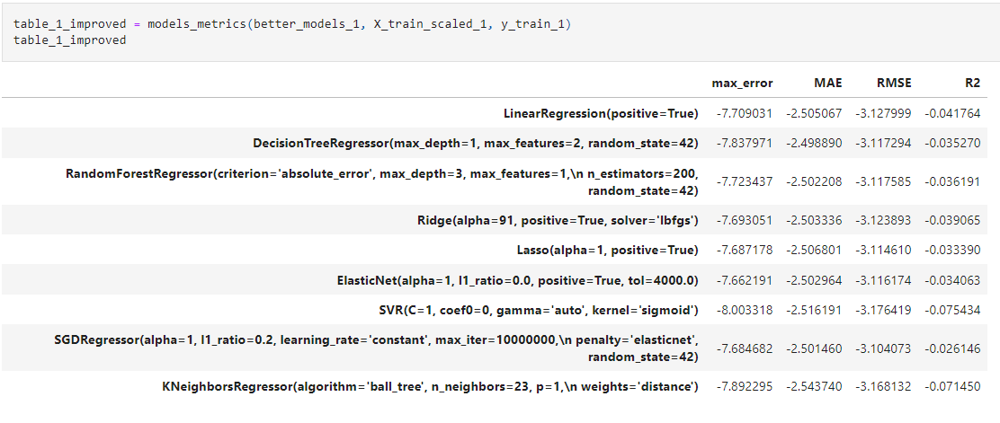 table_1_improved = models_metrics(better_models_1, X_train_scaled_1, y_train_1)
table_1_improved
max_error MAE RMSE R2
LinearRegression(positive=True) -7.709031 -2.505067 -3.127999 -0.041764
DecisionTreeRegressor(max_depth=1, max_features=2, random_state=42) -7.837971 -2.498890 -3.117294 -0.035270
RandomForestRegressor(criterion='absolute_error', max_depth=3, max_features=1,\n n_estimators=200,
random_state=42) -7.723437 -2.502208 -3.117585 -0.036191
Ridge(alpha=91, positive=True, solver='lbfgs') -7.693051 -2.503336 -3.123893 -0.039065
Lasso(alpha=1, positive=True) -7.687178 -2.506801 -3.114610 -0.033390
ElasticNet(alpha=1, l1_ratio=0.0, positive=True, tol=4000.0) -7.662191 -2.502964 -3.116174 -0.034063
SVR(C=1, coef0=0, gamma='auto', kernel='sigmoid') -8.003318 -2.516191 -3.176419 -0.075434
SGDRegressor(alpha=1, l1_ratio=0.2, learning_rate='constant', max_iter=10000000,\n penalty='elasticnet',
random_state=42) -7.684682 -2.501460 -3.104073 -0.026146
KNeighborsRegressor(algorithm='ball_tree', n_neighbors=23, p=1,\n weights='distance') -7.892295 -2.543740 -3.168132 -0.071450